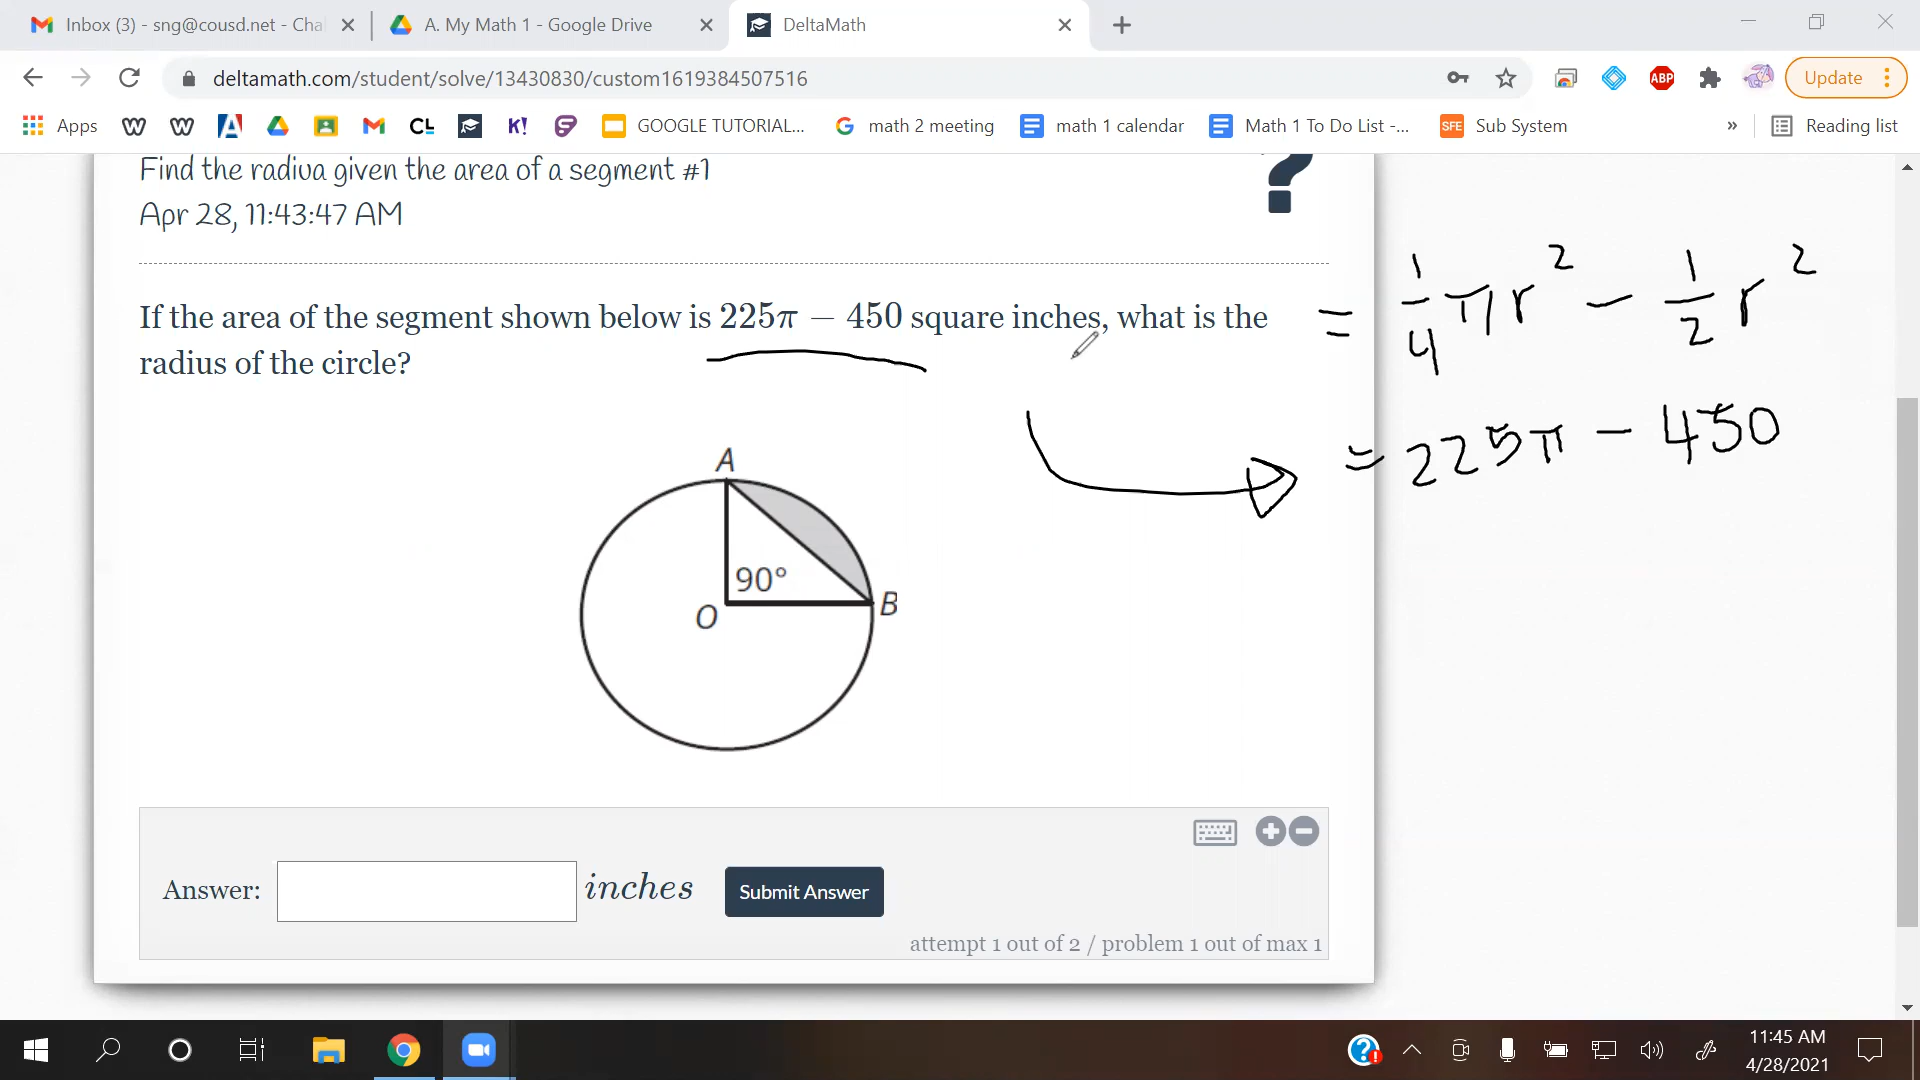 Inbox (3) - sng@cousd.net - Cha
A. My Math 1 - Google Drive
DeltaMath
deltamath.com/student/solve/13430830/custom1619384507516
ABP
Update
Apps
CL
K!
GOOGLE TUTORIAL...
math 2 meeting
math 1 calendar
Math 1 To Do List -...
SFE
Sub System
»
Reading list
Find the radiua given the area of a segment #1
Apr 28, 11:43:47 AM
?
If the area of the segment shown below is 225π − 450 square inches, what is the
radius of the circle?
= 1/4 πr² − 1/2 r²
= 225π − 450
A
90°
O
B
Answer:
inches
Submit Answer
attempt 1 out of 2 / problem 1 out of max 1
11:45 AM
4/28/2021